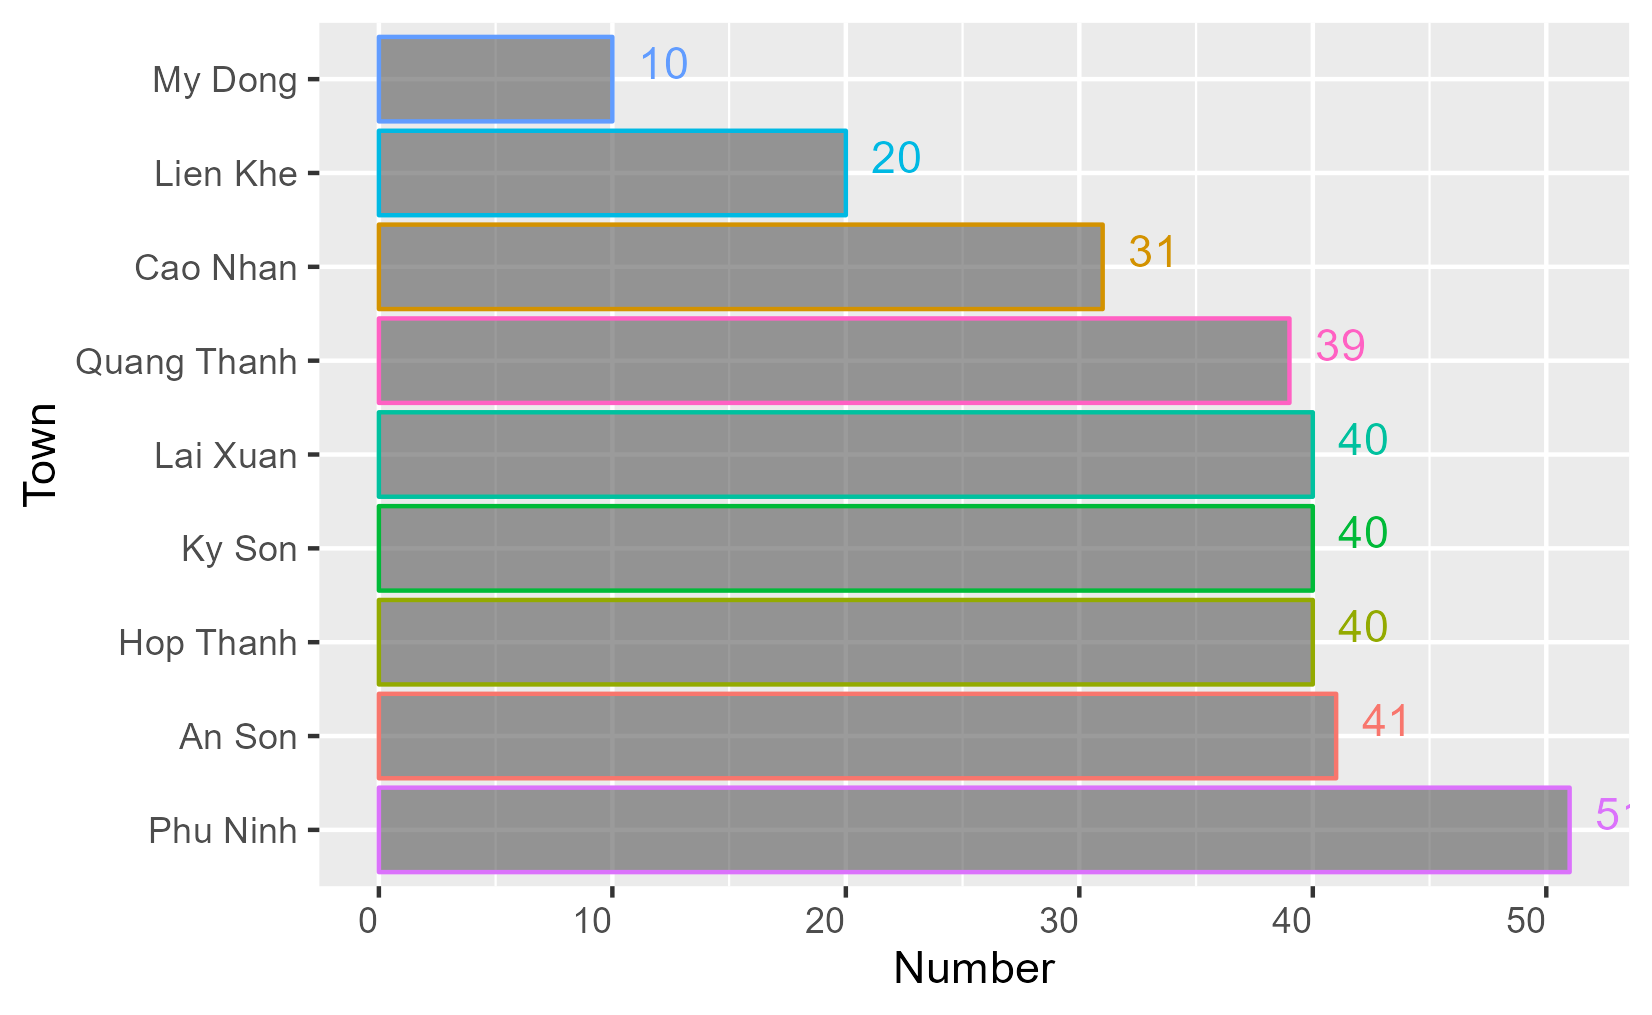 My Dong 10
Lien Khe 20
Cao Nhan 31
Quang Thanh 39
Lai Xuan 40
Ky Son 40
Hop Thanh 40
An Son 41
Phu Ninh 51
Town
0 10 20 30 40 50
Number